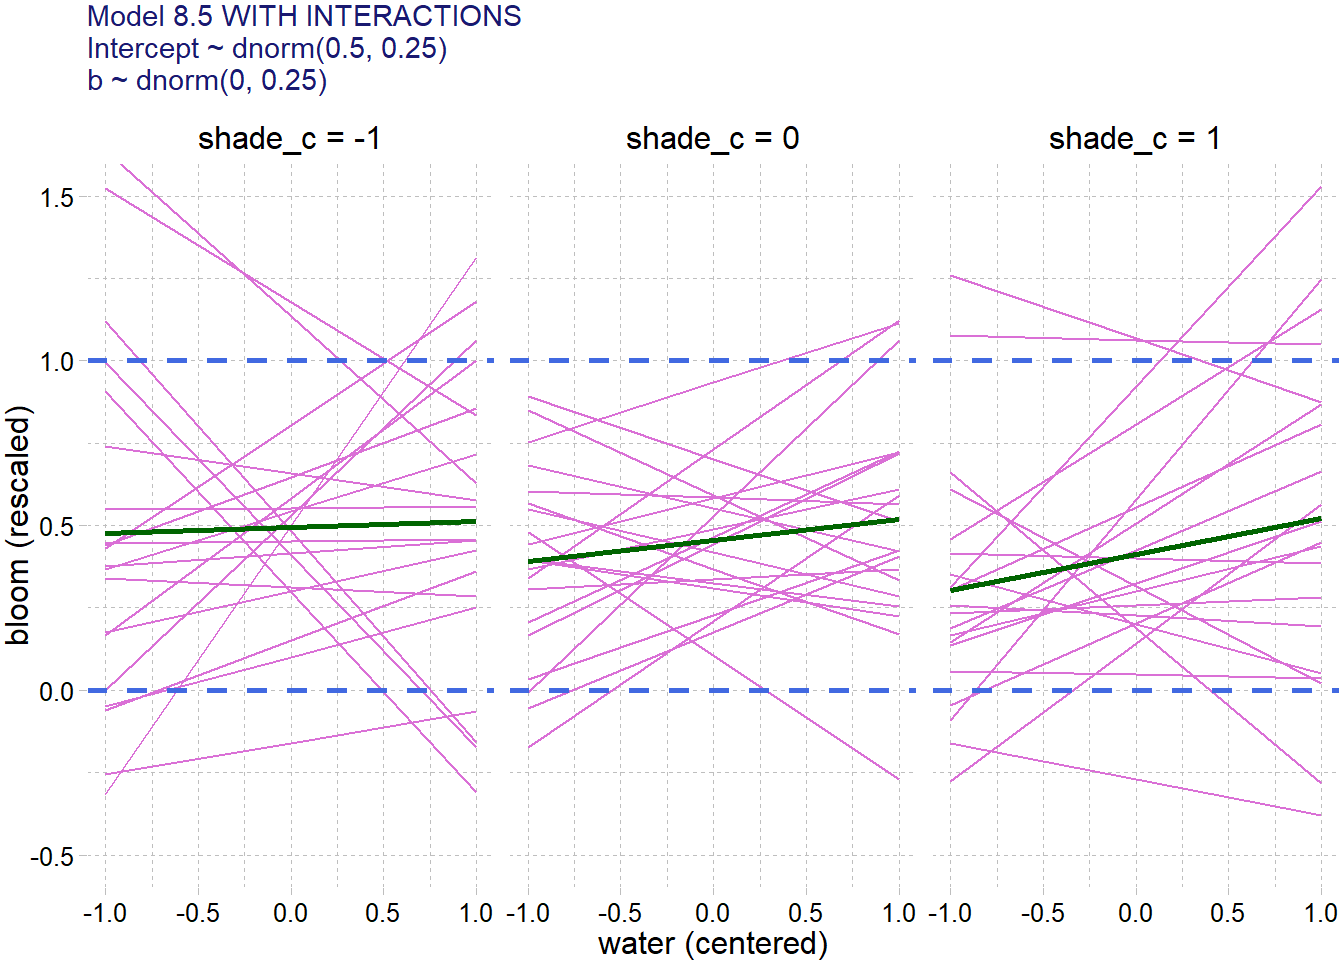 Model 8.5 WITH INTERACTIONS
Intercept ~ dnorm(0.5, 0.25)
b ~ dnorm(0, 0.25)
shade_c = -1
shade_c = 0
shade_c = 1
bloom (rescaled)
1.5
1.0
0.5
0.0
-0.5
-1.0 -0.5 0.0 0.5 1.0
-1.0 -0.5 0.0 0.5 1.0
-1.0 -0.5 0.0 0.5 1.0
water (centered)